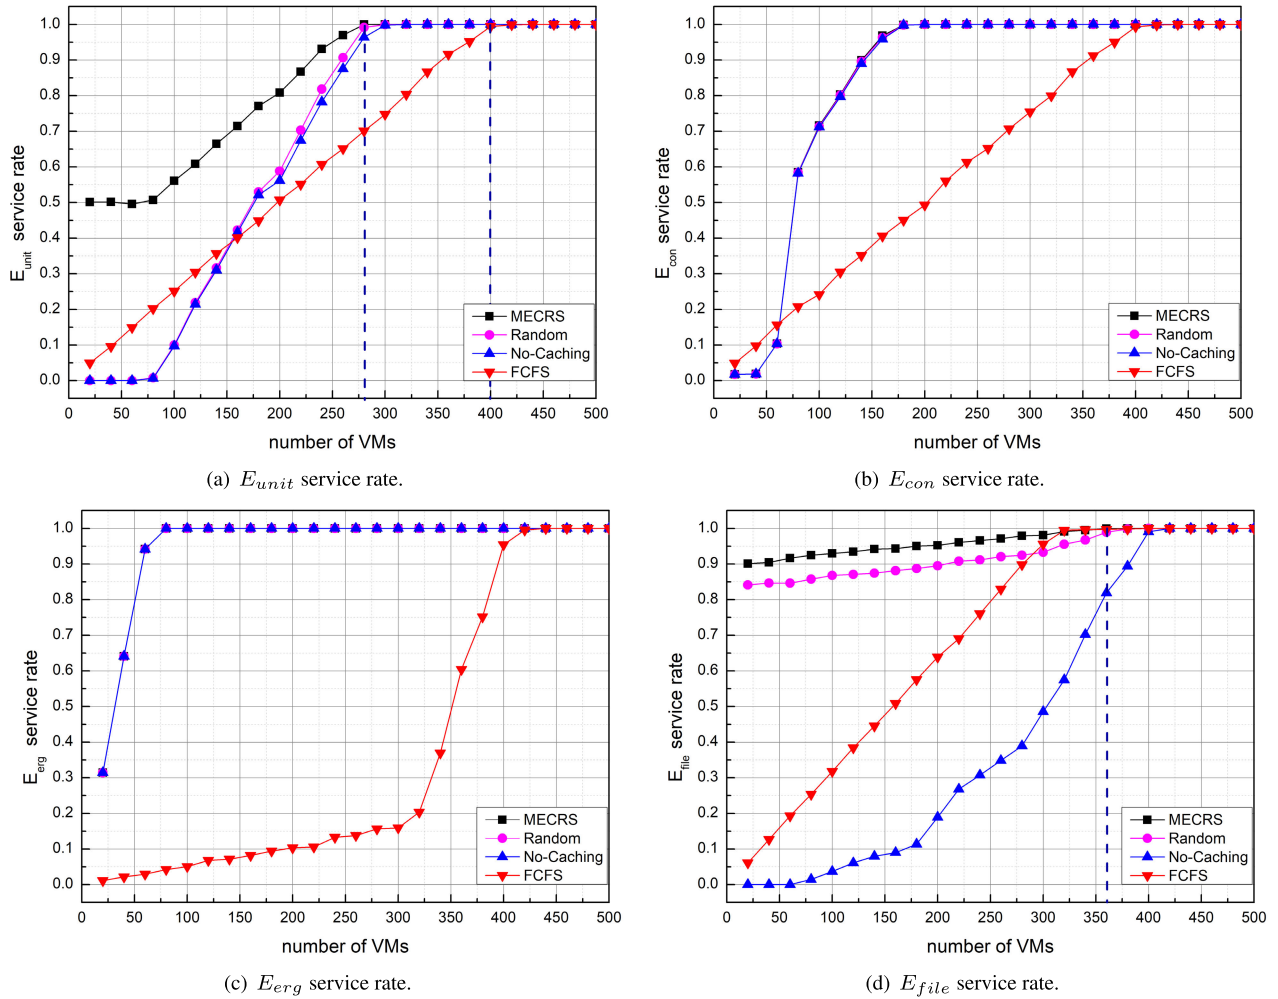 1.0
0.9
0.8
0.7
0.6
0.5
0.4
0.3
0.2
0.1
0.0
E_unit service rate
0 50 100 150 200 250 300 350 400 450 500
number of VMs
MECRS
Random
No-Caching
FCFS
(a) E_unit service rate.
1.0
0.9
0.8
0.7
0.6
0.5
0.4
0.3
0.2
0.1
0.0
E_con service rate
0 50 100 150 200 250 300 350 400 450 500
number of VMs
MECRS
Random
No-Caching
FCFS
(b) E_con service rate.
1.0
0.9
0.8
0.7
0.6
0.5
0.4
0.3
0.2
0.1
0.0
E_erg service rate
0 50 100 150 200 250 300 350 400 450 500
number of VMs
MECRS
Random
No-Caching
FCFS
(c) E_erg service rate.
1.0
0.9
0.8
0.7
0.6
0.5
0.4
0.3
0.2
0.1
0.0
E_file service rate
0 50 100 150 200 250 300 350 400 450 500
number of VMs
MECRS
Random
No-Caching
FCFS
(d) E_file service rate.